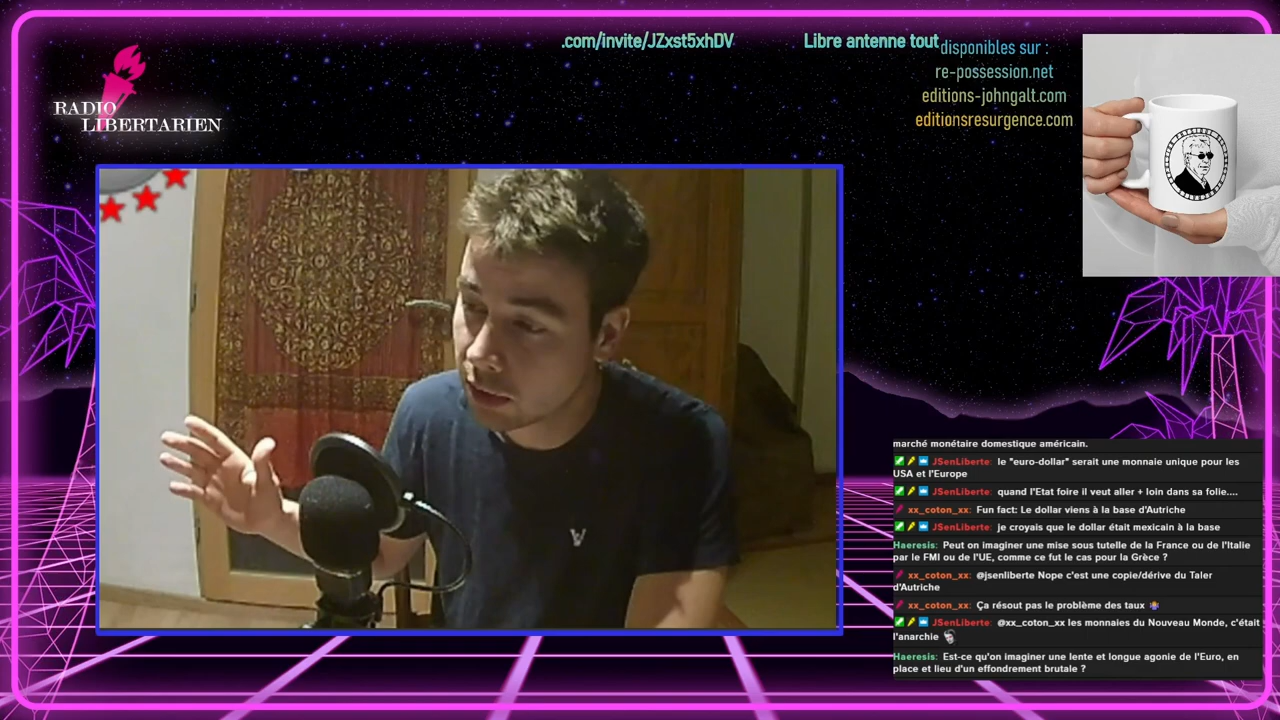 .com/invite/JZxst5xhDV
Libre antenne tout
disponibles sur :
re-possession.net
editions-johngalt.com
editionsresurgence.com
RADIO
LIBERTARIEN
marché monétaire domestique américain.
JSenLiberte: le "euro-dollar" serait une monnaie unique pour les
USA et l'Europe
JSenLiberte: quand l'Etat foire il veut aller + loin dans sa folie....
xx_coton_xx: Fun fact: Le dollar viens à la base d'Autriche
JSenLiberte: je croyais que le dollar était mexicain à la base
Haeresis: Peut on imaginer une mise sous tutelle de la France ou de l'Italie
par le FMI ou de l'UE, comme ce fut le cas pour la Grèce ?
xx_coton_xx: @jsenliberte Nope c'est une copie/dérive du Taler
d'Autriche
xx_coton_xx: Ça résout pas le problème des taux
JSenLiberte: @xx_coton_xx les monnaies du Nouveau Monde, c'était
l'anarchie
Haeresis: Est-ce qu'on imaginer une lente et longue agonie de l'Euro, en
place et lieu d'un effondrement brutale ?